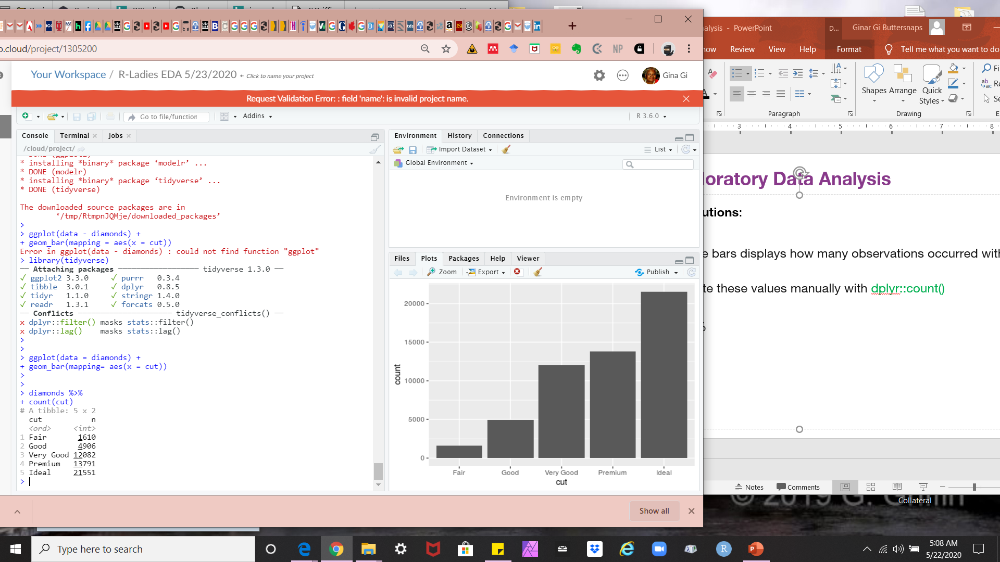 o.cloud/project/1305200
Your Workspace / R-Ladies EDA 5/23/2020 ← Click to name your project
Gina Gi
Request Validation Error: : field 'name': is invalid project name.
Go to file/function
Addins
R 3.6.0
Console Terminal Jobs
/cloud/project/
* installing *binary* package ‘modelr’ ...
* DONE (modelr)
* installing *binary* package ‘tidyverse’ ...
* DONE (tidyverse)
The downloaded source packages are in
‘/tmp/RtmpnJQMje/downloaded_packages’
>
> ggplot(data - diamonds) +
+ geom_bar(mapping = aes(x = cut))
Error in ggplot(data - diamonds) : could not find function "ggplot"
> library(tidyverse)
── Attaching packages ────────────────── tidyverse 1.3.0 ──
✓ ggplot2 3.3.0 ✓ purrr 0.3.4
✓ tibble 3.0.1 ✓ dplyr 0.8.5
✓ tidyr 1.1.0 ✓ stringr 1.4.0
✓ readr 1.3.1 ✓ forcats 0.5.0
── Conflicts ───────────────────── tidyverse_conflicts() ──
x dplyr::filter() masks stats::filter()
x dplyr::lag() masks stats::lag()
>
>
> ggplot(data = diamonds) +
+ geom_bar(mapping= aes(x = cut))
>
>
> diamonds %>%
+ count(cut)
# A tibble: 5 x 2
cut n
<ord> <int>
1 Fair 1610
2 Good 4906
3 Very Good 12082
4 Premium 13791
5 Ideal 21551
>
Environment History Connections
Import Dataset
List
Global Environment
Environment is empty
Files Plots Packages Help Viewer
Zoom Export Publish
20000
15000
10000
5000
0
count
Fair Good Very Good Premium Ideal
cut
Show all
alysis - PowerPoint
D...
Ginar Gi Buttersnaps
how Review View Help Format Tell me what you want to do
Shapes Arrange Quick
Styles
Fi
Re
Se
Paragraph Drawing E
3 4 5 6 7 8
loratory Data Analysis
utions:
e bars displays how many observations occurred wit
te these values manually with dplyr::count()
%
Notes Comments
© 2019 G. Griffin
Collateral
Type here to search
5:08 AM
5/22/2020